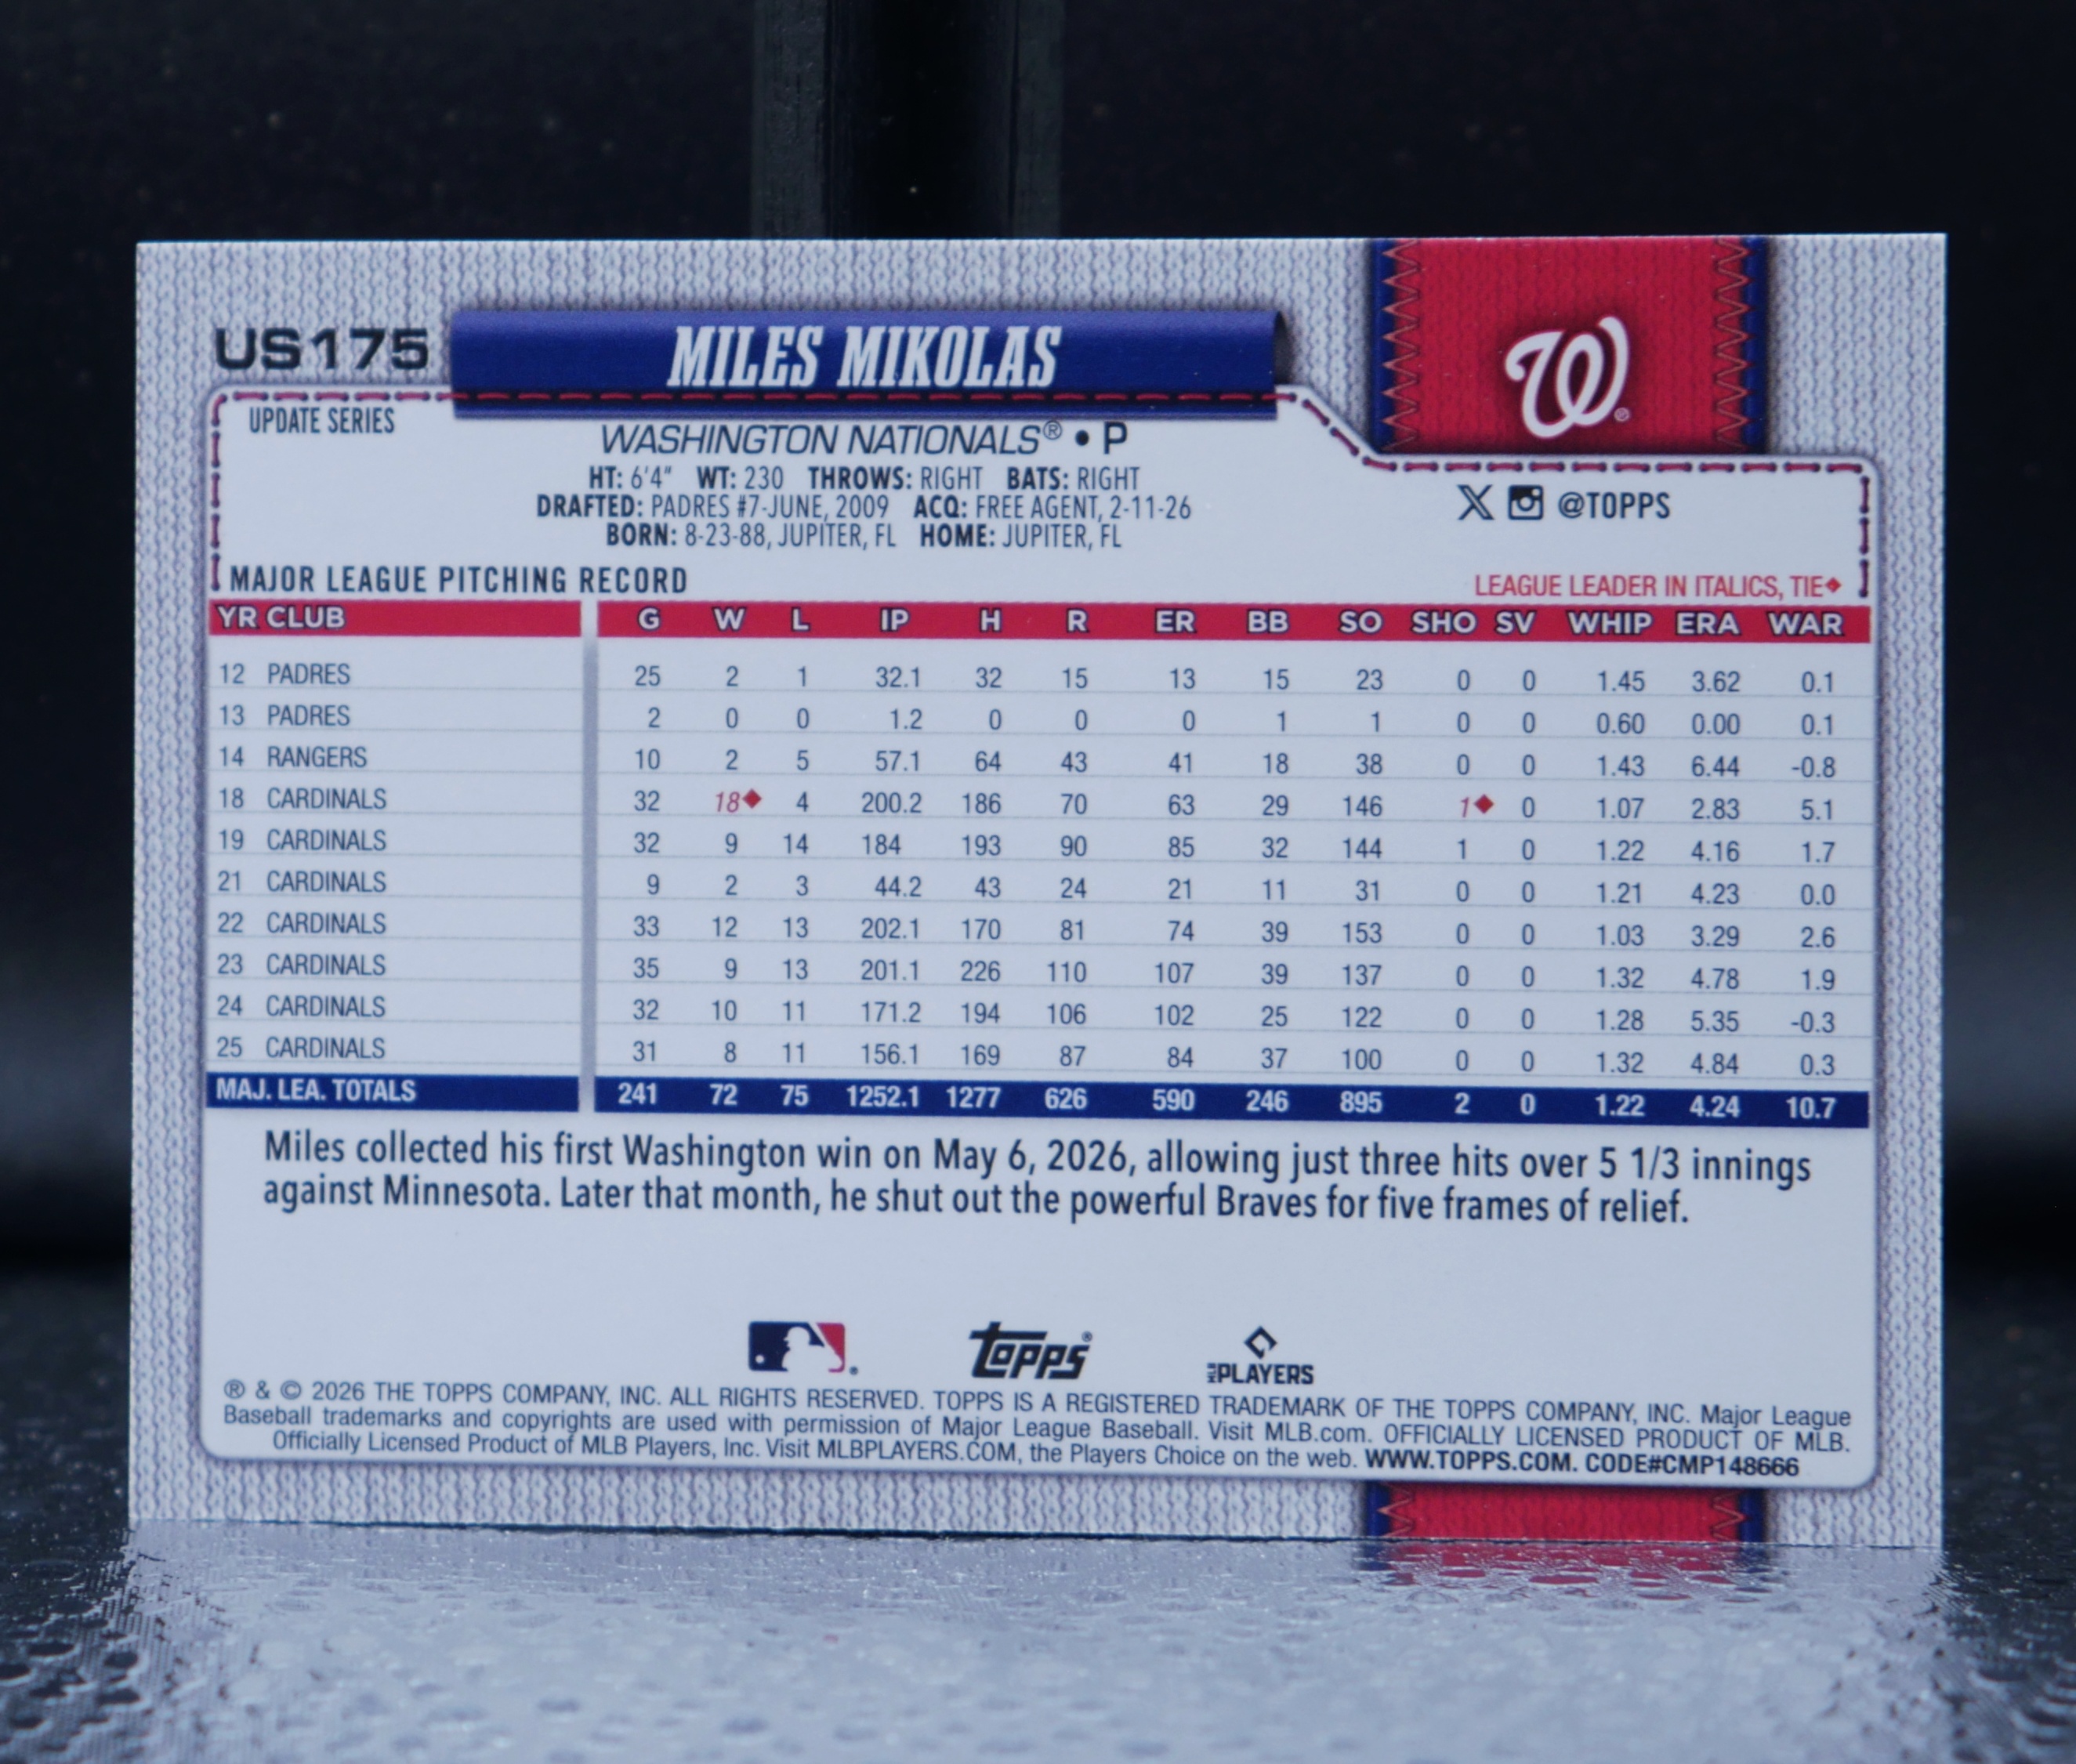 US175
MILES MIKOLAS
W®
UPDATE SERIES
WASHINGTON NATIONALS® • P
HT: 6'4" WT: 230 THROWS: RIGHT BATS: RIGHT
DRAFTED: PADRES #7-JUNE, 2009 ACQ: FREE AGENT, 2-11-26
BORN: 8-23-88, JUPITER, FL HOME: JUPITER, FL
@TOPPS
MAJOR LEAGUE PITCHING RECORD
LEAGUE LEADER IN ITALICS, TIE◆
YR CLUB G W L IP H R ER BB SO SHO SV WHIP ERA WAR
12 PADRES 25 2 1 32.1 32 15 13 15 23 0 0 1.45 3.62 0.1
13 PADRES 2 0 0 1.2 0 0 0 1 1 0 0 0.60 0.00 0.1
14 RANGERS 10 2 5 57.1 64 43 41 18 38 0 0 1.43 6.44 -0.8
18 CARDINALS 32 18◆ 4 200.2 186 70 63 29 146 1◆ 0 1.07 2.83 5.1
19 CARDINALS 32 9 14 184 193 90 85 32 144 1 0 1.22 4.16 1.7
21 CARDINALS 9 2 3 44.2 43 24 21 11 31 0 0 1.21 4.23 0.0
22 CARDINALS 33 12 13 202.1 170 81 74 39 153 0 0 1.03 3.29 2.6
23 CARDINALS 35 9 13 201.1 226 110 107 39 137 0 0 1.32 4.78 1.9
24 CARDINALS 32 10 11 171.2 194 106 102 25 122 0 0 1.28 5.35 -0.3
25 CARDINALS 31 8 11 156.1 169 87 84 37 100 0 0 1.32 4.84 0.3
MAJ. LEA. TOTALS 241 72 75 1252.1 1277 626 590 246 895 2 0 1.22 4.24 10.7
Miles collected his first Washington win on May 6, 2026, allowing just three hits over 5 1/3 innings
against Minnesota. Later that month, he shut out the powerful Braves for five frames of relief.
topps®
MLB PLAYERS
® & © 2026 THE TOPPS COMPANY, INC. ALL RIGHTS RESERVED. TOPPS IS A REGISTERED TRADEMARK OF THE TOPPS COMPANY, INC. Major League
Baseball trademarks and copyrights are used with permission of Major League Baseball. Visit MLB.com. OFFICIALLY LICENSED PRODUCT OF MLB.
Officially Licensed Product of MLB Players, Inc. Visit MLBPLAYERS.COM, the Players Choice on the web. WWW.TOPPS.COM. CODE#CMP148666